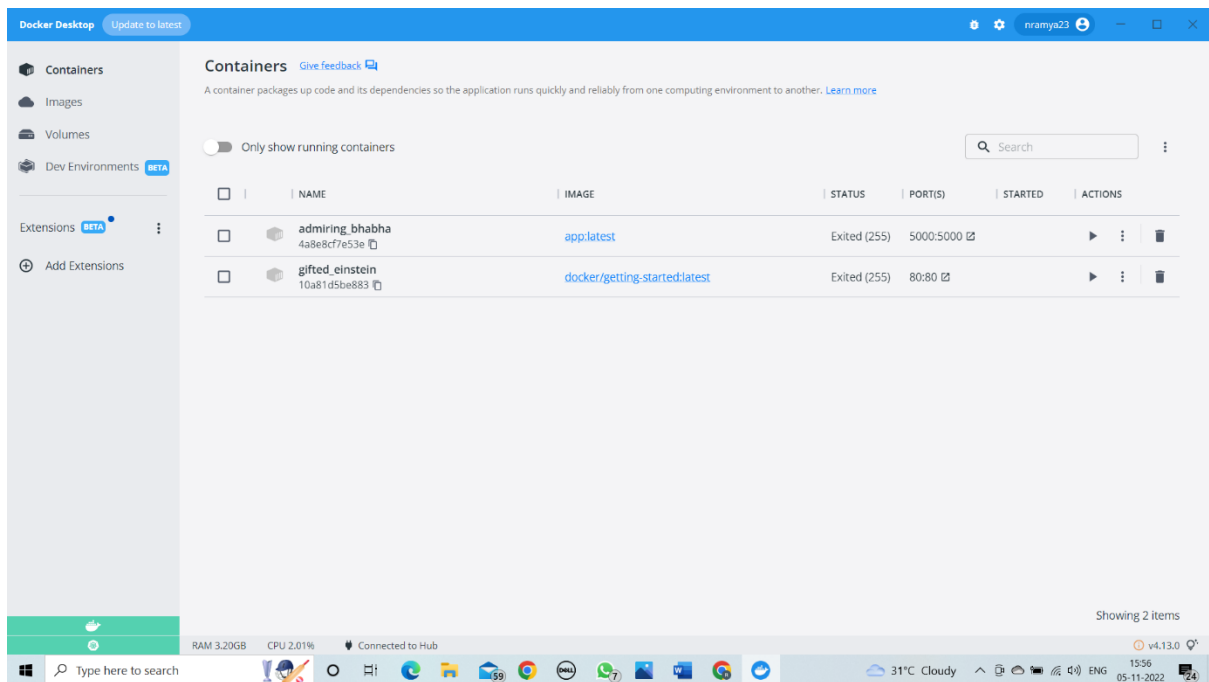 Docker Desktop Update to latest nramya23
Containers
Images
Volumes
Dev Environments BETA
Extensions BETA
Add Extensions
Containers Give feedback
A container packages up code and its dependencies so the application runs quickly and reliably from one computing environment to another. Learn more
Only show running containers Search
NAME IMAGE STATUS PORT(S) STARTED ACTIONS
admiring_bhabha app:latest Exited (255) 5000:5000
4a8e8cf7e53e
gifted_einstein docker/getting-started:latest Exited (255) 80:80
10a81d5be883
Showing 2 items
RAM 3.20GB CPU 2.01% Connected to Hub v4.13.0
Type here to search 59 DELL 7 31°C Cloudy ENG 15:56
05-11-2022 24